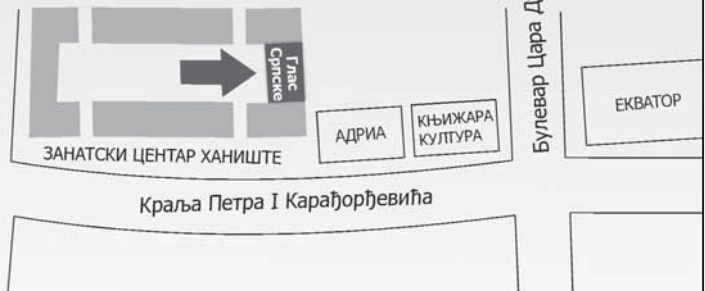 Глас
Српске
АДРИА
КЊИЖАРА
КУЛТУРА
Булевар Цара
ЕКВАТОР
ЗАНАТСКИ ЦЕНТАР ХАНИШТЕ
Краља Петра I Карађорђевића